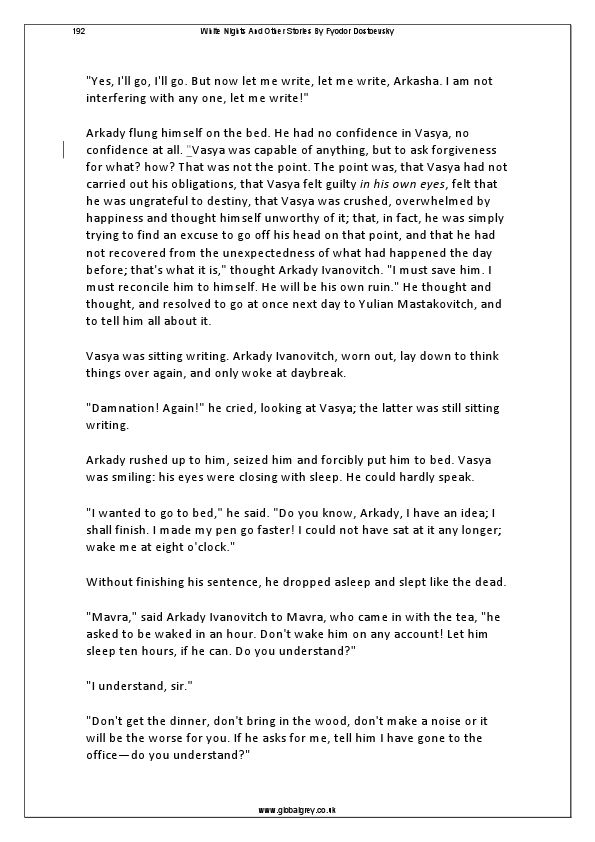 192 White Nights And Other Stories By Fyodor Dostoevsky
"Yes, I'll go, I'll go. But now let me write, let me write, Arkasha. I am not
interfering with any one, let me write!"
Arkady flung himself on the bed. He had no confidence in Vasya, no
confidence at all. "Vasya was capable of anything, but to ask forgiveness
for what? how? That was not the point. The point was, that Vasya had not
carried out his obligations, that Vasya felt guilty in his own eyes, felt that
he was ungrateful to destiny, that Vasya was crushed, overwhelmed by
happiness and thought himself unworthy of it; that, in fact, he was simply
trying to find an excuse to go off his head on that point, and that he had
not recovered from the unexpectedness of what had happened the day
before; that's what it is," thought Arkady Ivanovitch. "I must save him. I
must reconcile him to himself. He will be his own ruin." He thought and
thought, and resolved to go at once next day to Yulian Mastakovitch, and
to tell him all about it.
Vasya was sitting writing. Arkady Ivanovitch, worn out, lay down to think
things over again, and only woke at daybreak.
"Damnation! Again!" he cried, looking at Vasya; the latter was still sitting
writing.
Arkady rushed up to him, seized him and forcibly put him to bed. Vasya
was smiling: his eyes were closing with sleep. He could hardly speak.
"I wanted to go to bed," he said. "Do you know, Arkady, I have an idea; I
shall finish. I made my pen go faster! I could not have sat at it any longer;
wake me at eight o'clock."
Without finishing his sentence, he dropped asleep and slept like the dead.
"Mavra," said Arkady Ivanovitch to Mavra, who came in with the tea, "he
asked to be waked in an hour. Don't wake him on any account! Let him
sleep ten hours, if he can. Do you understand?"
"I understand, sir."
"Don't get the dinner, don't bring in the wood, don't make a noise or it
will be the worse for you. If he asks for me, tell him I have gone to the
office—do you understand?"
www.globalgrey.co.uk